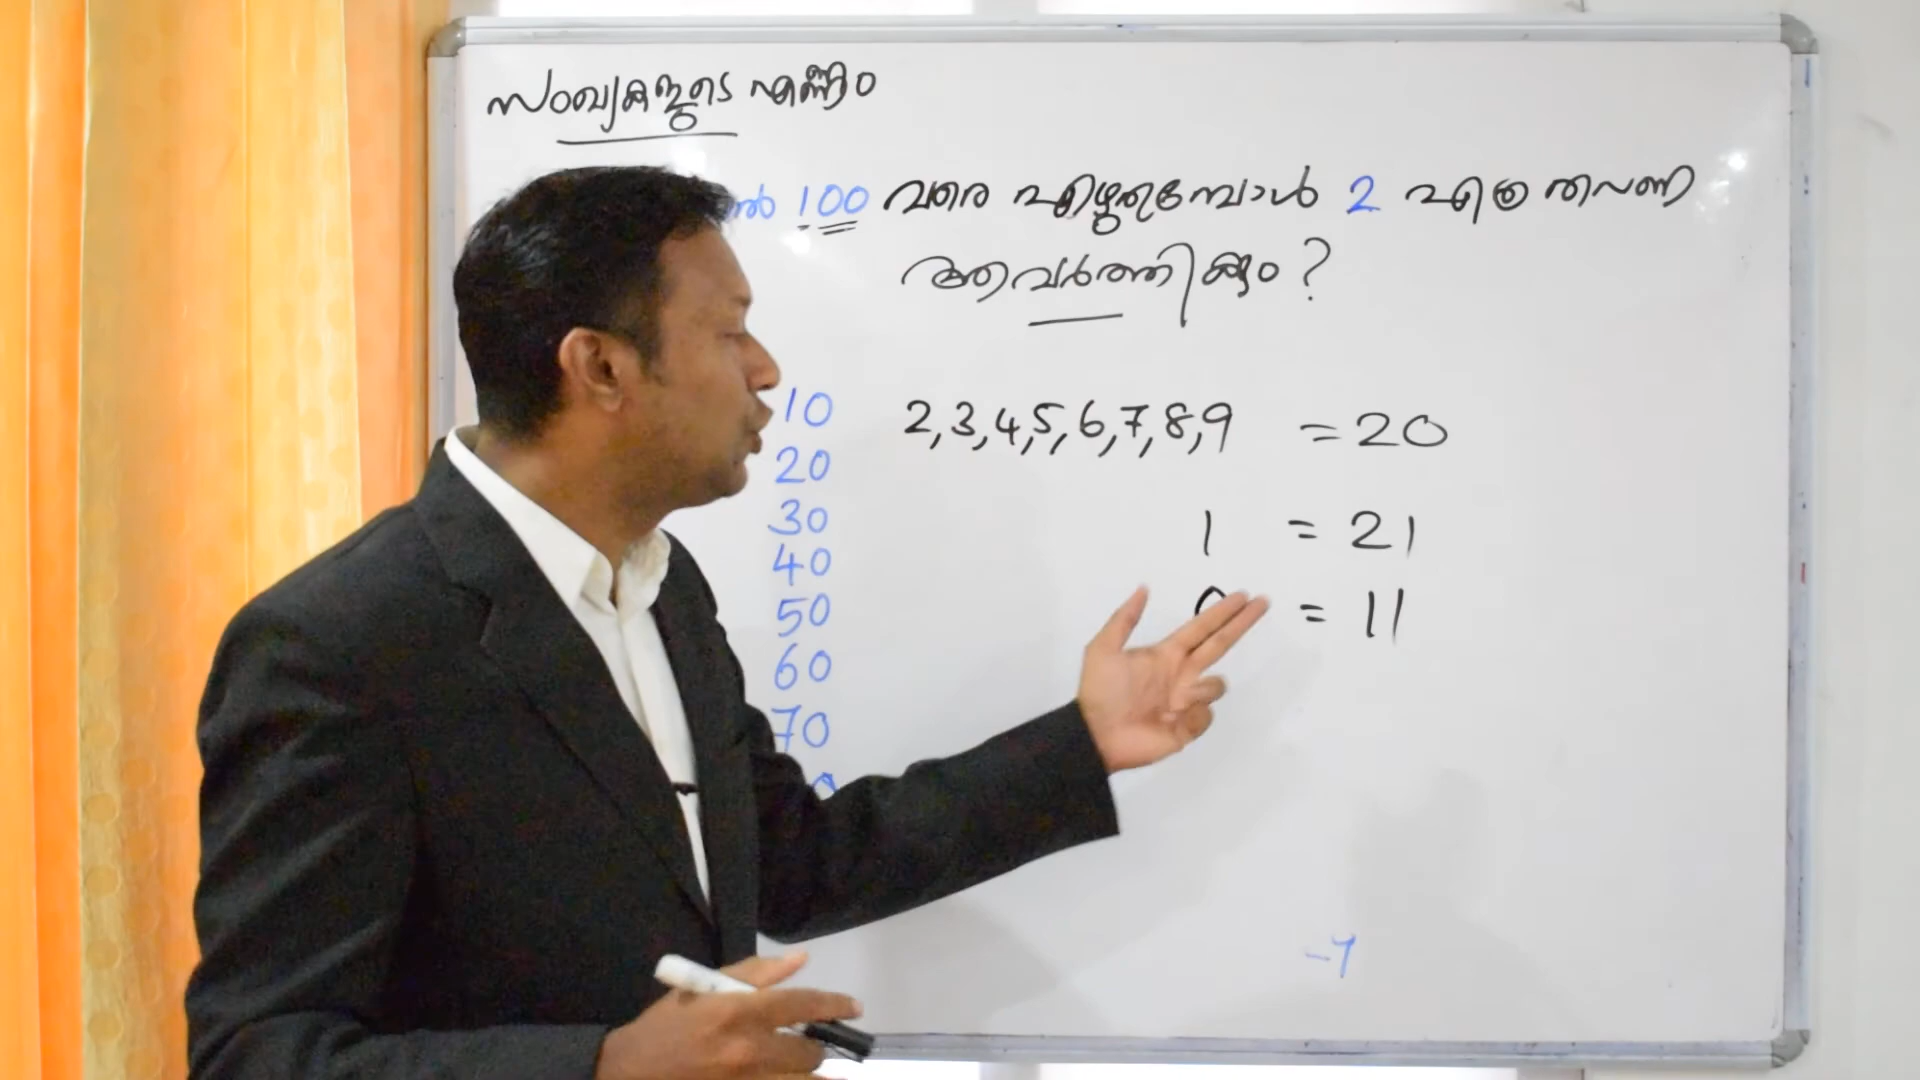 സംഖ്യകളുടെ എണ്ണം
100 വരെ എഴുതുമ്പോൾ 2 എത്ര തവണ
ആവർത്തിക്കും?
10 2,3,4,5,6,7,8,9 = 20
20
30 1 = 21
40
50 0 = 11
60
70
-7